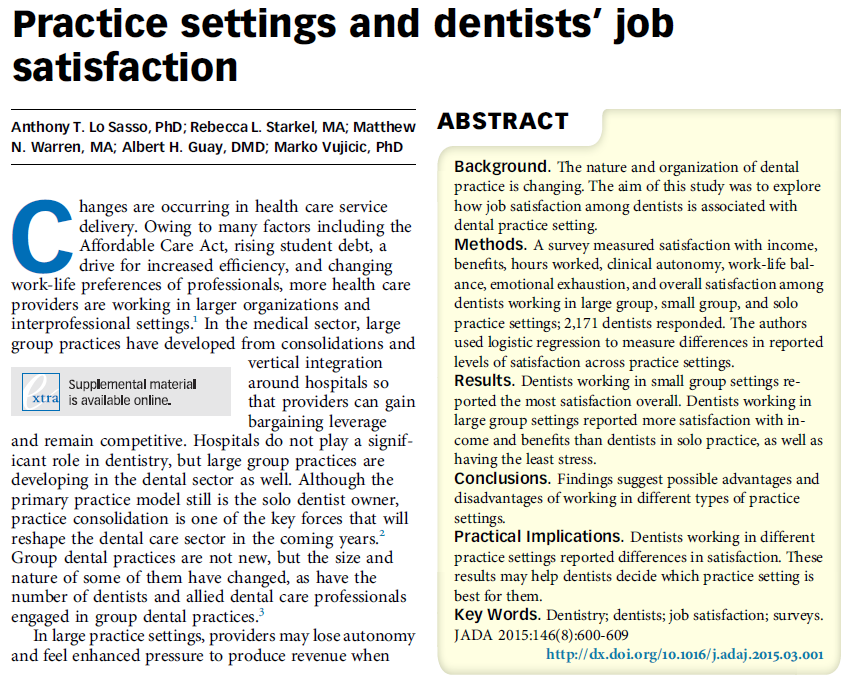 Practice settings and dentists’ job
satisfaction
Anthony T. Lo Sasso, PhD; Rebecca L. Starkel, MA; Matthew
N. Warren, MA; Albert H. Guay, DMD; Marko Vujicic, PhD
Changes are occurring in health care service
delivery. Owing to many factors including the
Affordable Care Act, rising student debt, a
drive for increased efficiency, and changing
work-life preferences of professionals, more health care
providers are working in larger organizations and
interprofessional settings.1 In the medical sector, large
group practices have developed from consolidations and
vertical integration
around hospitals so
that providers can gain
bargaining leverage
extra
Supplemental material
is available online.
and remain competitive. Hospitals do not play a signif-
icant role in dentistry, but large group practices are
developing in the dental sector as well. Although the
primary practice model still is the solo dentist owner,
practice consolidation is one of the key forces that will
reshape the dental care sector in the coming years.2
Group dental practices are not new, but the size and
nature of some of them have changed, as have the
number of dentists and allied dental care professionals
engaged in group dental practices.3
In large practice settings, providers may lose autonomy
and feel enhanced pressure to produce revenue when
ABSTRACT
Background. The nature and organization of dental
practice is changing. The aim of this study was to explore
how job satisfaction among dentists is associated with
dental practice setting.
Methods. A survey measured satisfaction with income,
benefits, hours worked, clinical autonomy, work-life bal-
ance, emotional exhaustion, and overall satisfaction among
dentists working in large group, small group, and solo
practice settings; 2,171 dentists responded. The authors
used logistic regression to measure differences in reported
levels of satisfaction across practice settings.
Results. Dentists working in small group settings re-
ported the most satisfaction overall. Dentists working in
large group settings reported more satisfaction with in-
come and benefits than dentists in solo practice, as well as
having the least stress.
Conclusions. Findings suggest possible advantages and
disadvantages of working in different types of practice
settings.
Practical Implications. Dentists working in different
practice settings reported differences in satisfaction. These
results may help dentists decide which practice setting is
best for them.
Key Words. Dentistry; dentists; job satisfaction; surveys.
JADA 2015:146(8):600-609
http://dx.doi.org/10.1016/j.adaj.2015.03.001